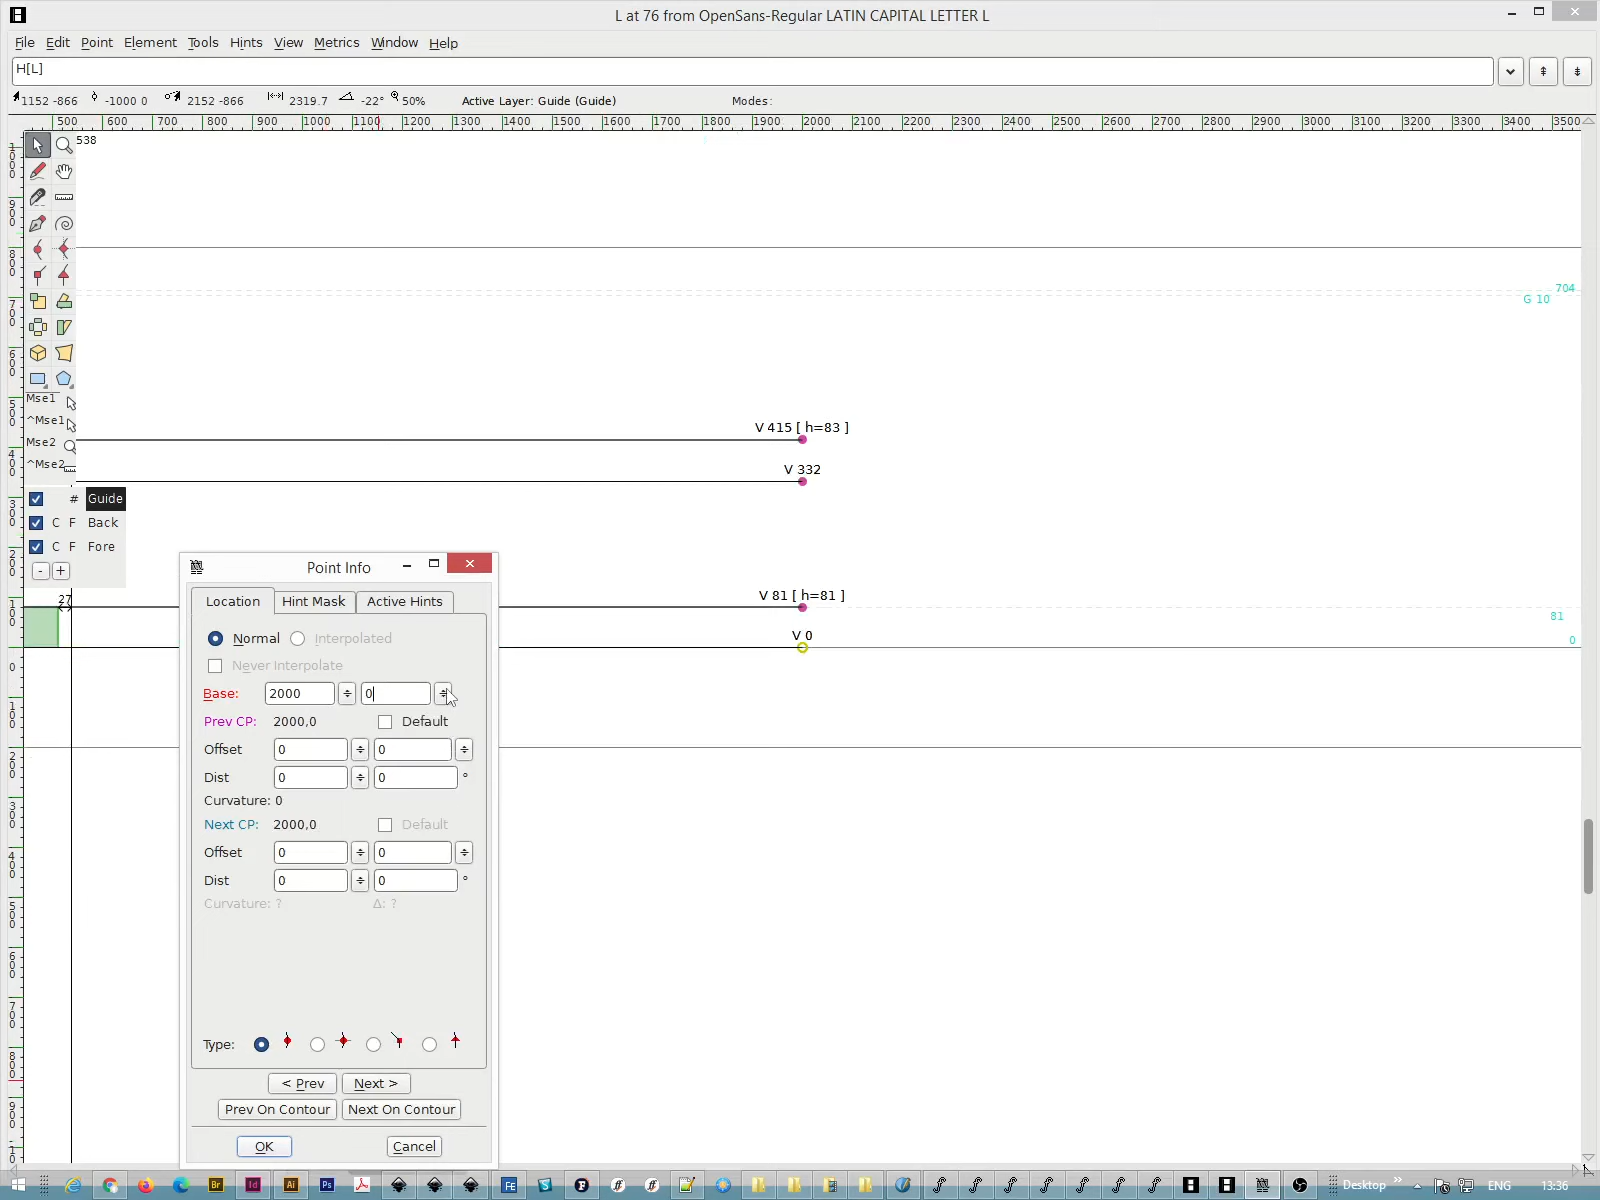 L at 76 from OpenSans-Regular LATIN CAPITAL LETTER L
File Edit Point Element Tools Hints View Metrics Window Help
H[L]
1152 -866 -1000 0 2152 -866 2319.7 -22° 50% Active Layer: Guide (Guide) Modes:
500 600 700 800 900 1000 1100 1200 1300 1400 1500 1600 1700 1800 1900 2000 2100 2200 2300 2400 2500 2600 2700 2800 2900 3000 3100 3200 3300 3400 3500
538
704
G 10
Mse1
^Mse1
Mse2
^Mse2
V 415 [ h=83 ]
V 332
# Guide
C F Back
C F Fore
- +
27
V 81 [ h=81 ]
81
V 0
0
Point Info
Location Hint Mask Active Hints
Normal Interpolated
Never Interpolate
Base: 2000 0
Prev CP: 2000,0 Default
Offset 0 0
Dist 0 0 °
Curvature: 0
Next CP: 2000,0 Default
Offset 0 0
Dist 0 0 °
Curvature: ? Δ: ?
Type:
< Prev Next >
Prev On Contour Next On Contour
OK Cancel
Br Id Ai Ps FE Desktop » ENG 13:36